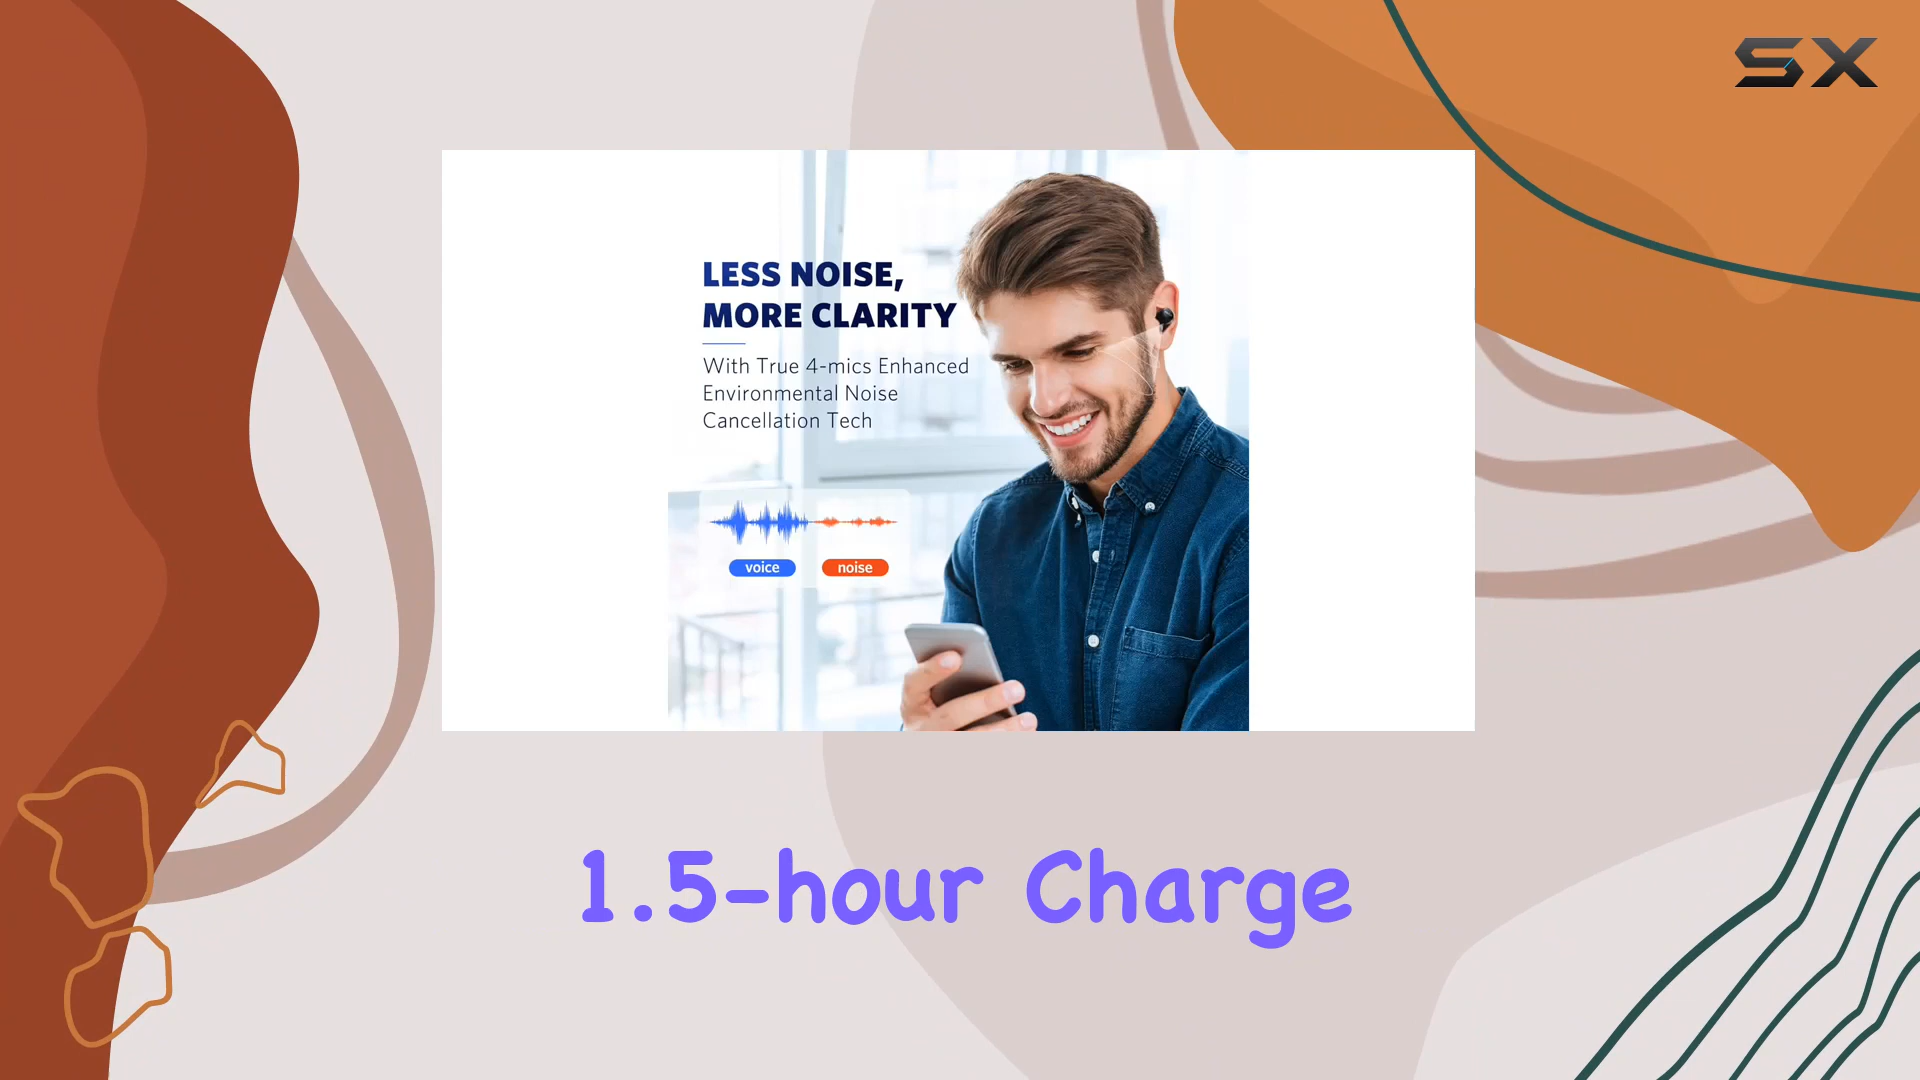 SX
LESS NOISE,
MORE CLARITY
With True 4-mics Enhanced
Environmental Noise
Cancellation Tech
voice noise
1.5-hour Charge